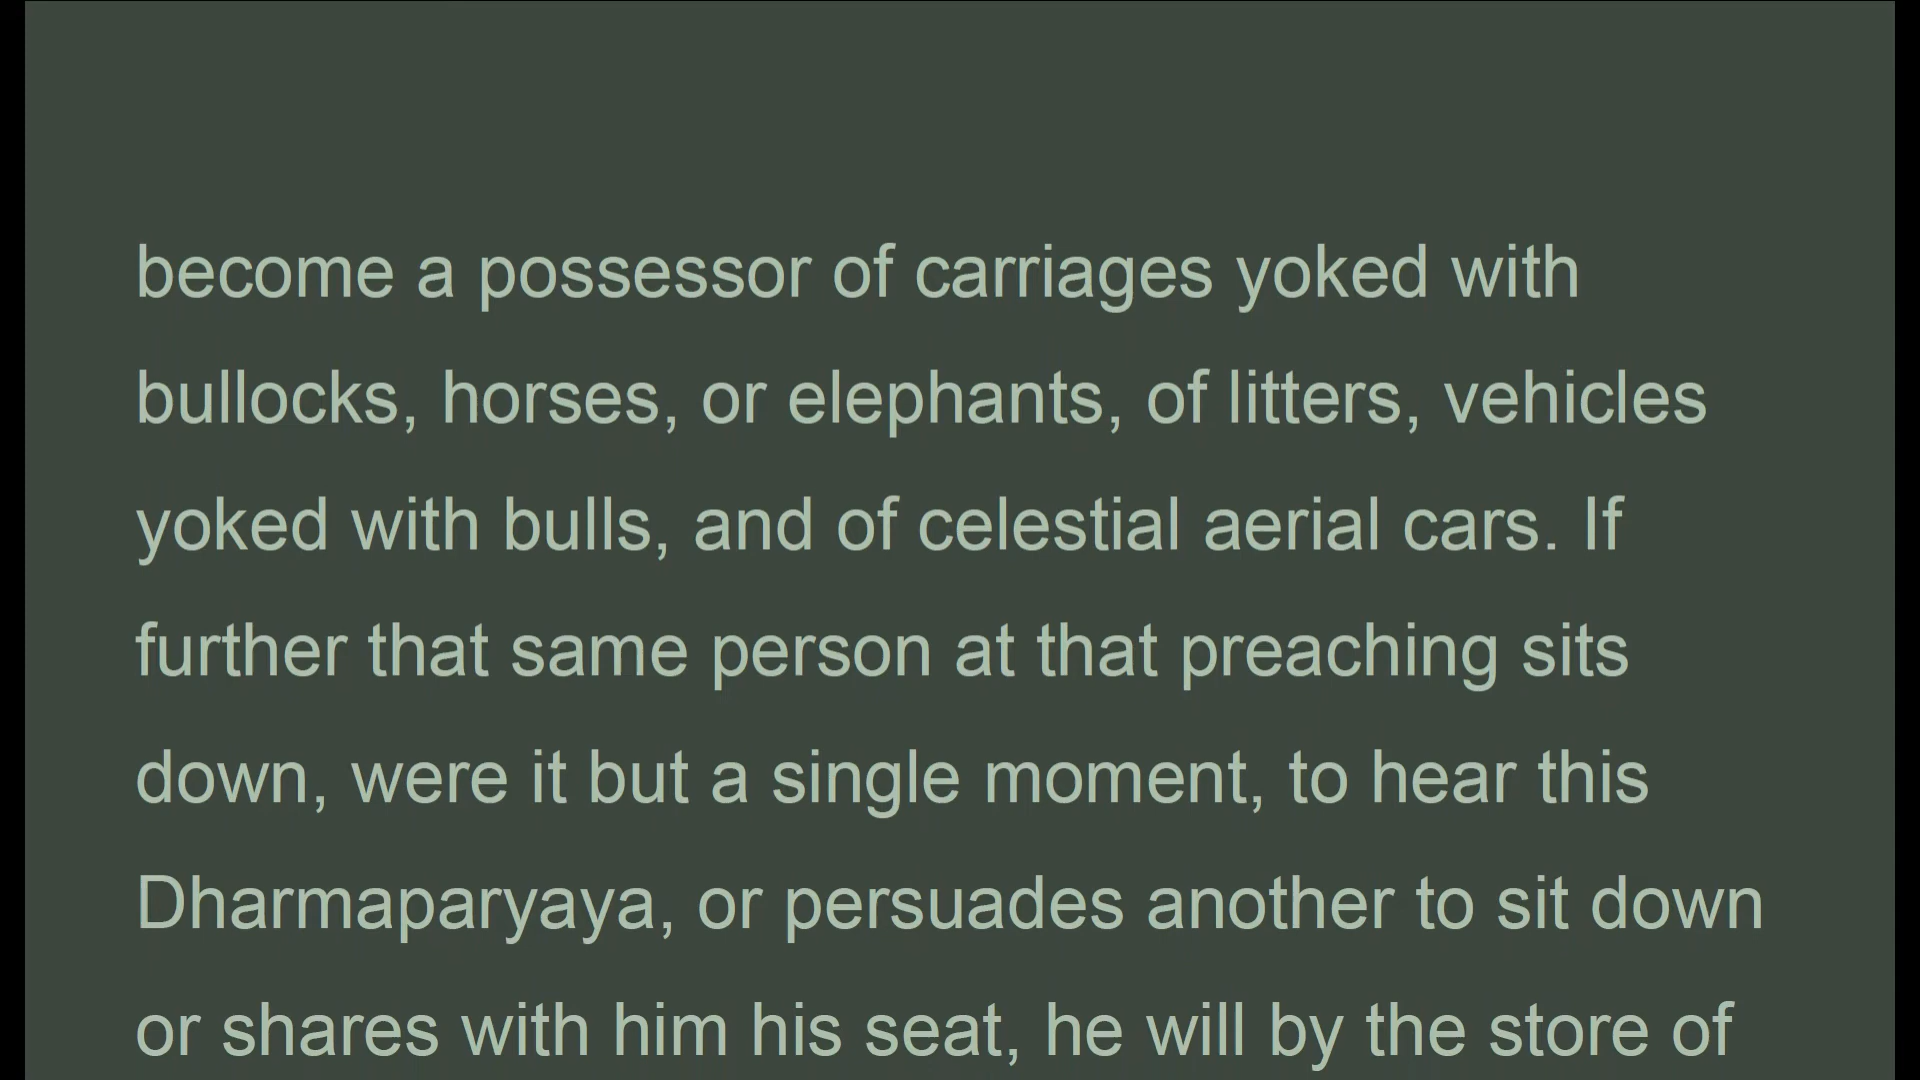 become a possessor of carriages yoked with
bullocks, horses, or elephants, of litters, vehicles
yoked with bulls, and of celestial aerial cars. If
further that same person at that preaching sits
down, were it but a single moment, to hear this
Dharmaparyaya, or persuades another to sit down
or shares with him his seat, he will by the store of